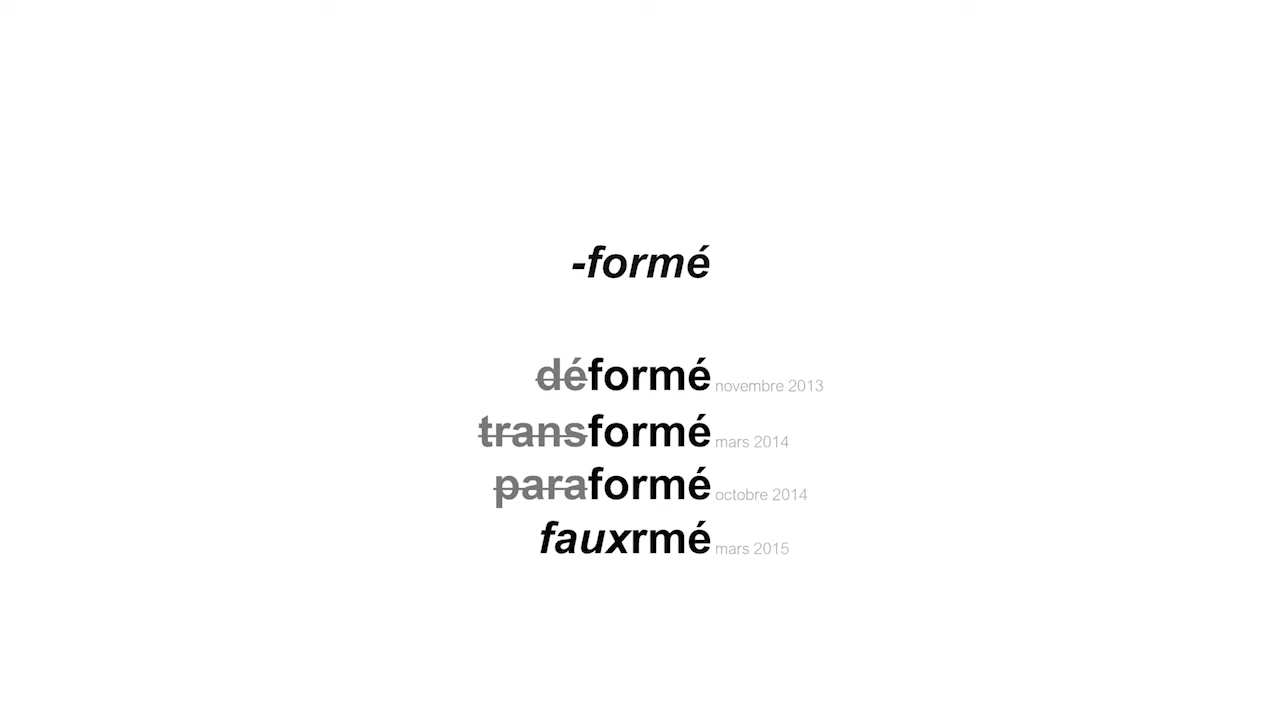 -formé
déformé novembre 2013
transformé mars 2014
paraformé octobre 2014
fauxrmé mars 2015